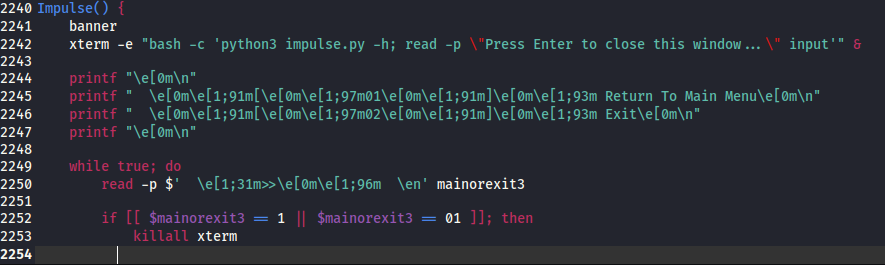 2240 Impulse() {
2241     banner
2242     xterm -e "bash -c 'python3 impulse.py -h; read -p \"Press Enter to close this window...\" input'" &
2243
2244     printf "\e[0m\n"
2245     printf "  \e[0m\e[1;91m[\e[0m\e[1;97m01\e[0m\e[1;91m]\e[0m\e[1;93m Return To Main Menu\e[0m\n"
2246     printf "  \e[0m\e[1;91m[\e[0m\e[1;97m02\e[0m\e[1;91m]\e[0m\e[1;93m Exit\e[0m\n"
2247     printf "\e[0m\n"
2248
2249     while true; do
2250         read -p $'  \e[1;31m>>\e[0m\e[1;96m  \en' mainorexit3
2251
2252         if [[ $mainorexit3 == 1 || $mainorexit3 == 01 ]]; then
2253             killall xterm
2254